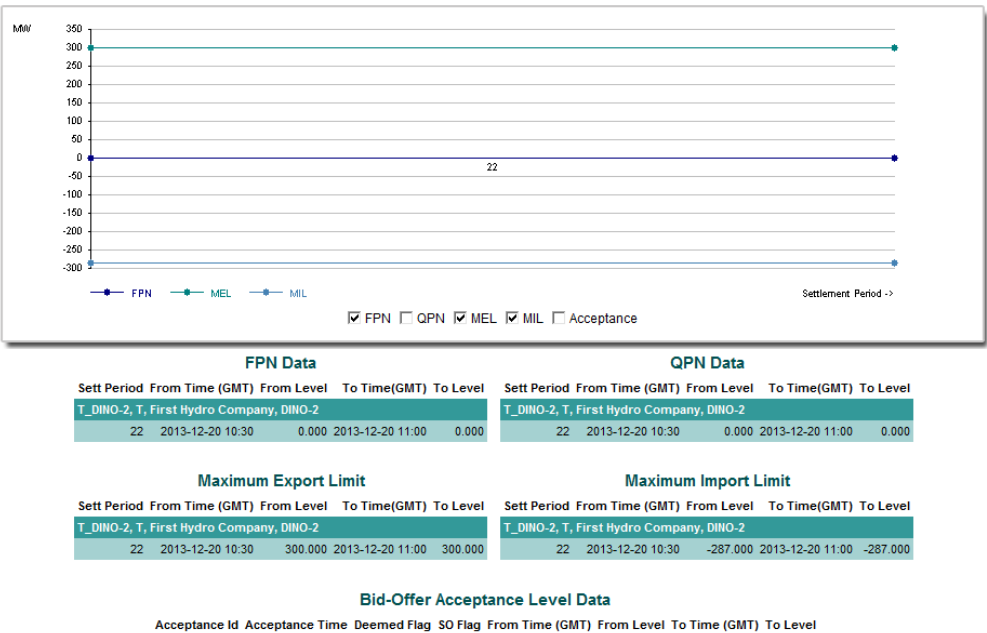 MW
350
300
250
200
150
100
50
0
22
-50
-100
-150
-200
-250
-300
FPN MEL MIL Settlement Period ->
FPN QPN MEL MIL Acceptance
FPN Data QPN Data
Sett Period From Time (GMT) From Level To Time(GMT) To Level Sett Period From Time (GMT) From Level To Time(GMT) To Level
T_DINO-2, T, First Hydro Company, DINO-2 T_DINO-2, T, First Hydro Company, DINO-2
22 2013-12-20 10:30 0.000 2013-12-20 11:00 0.000 22 2013-12-20 10:30 0.000 2013-12-20 11:00 0.000
Maximum Export Limit Maximum Import Limit
Sett Period From Time (GMT) From Level To Time(GMT) To Level Sett Period From Time (GMT) From Level To Time(GMT) To Level
T_DINO-2, T, First Hydro Company, DINO-2 T_DINO-2, T, First Hydro Company, DINO-2
22 2013-12-20 10:30 300.000 2013-12-20 11:00 300.000 22 2013-12-20 10:30 -287.000 2013-12-20 11:00 -287.000
Bid-Offer Acceptance Level Data
Acceptance Id Acceptance Time Deemed Flag SO Flag From Time (GMT) From Level To Time (GMT) To Level